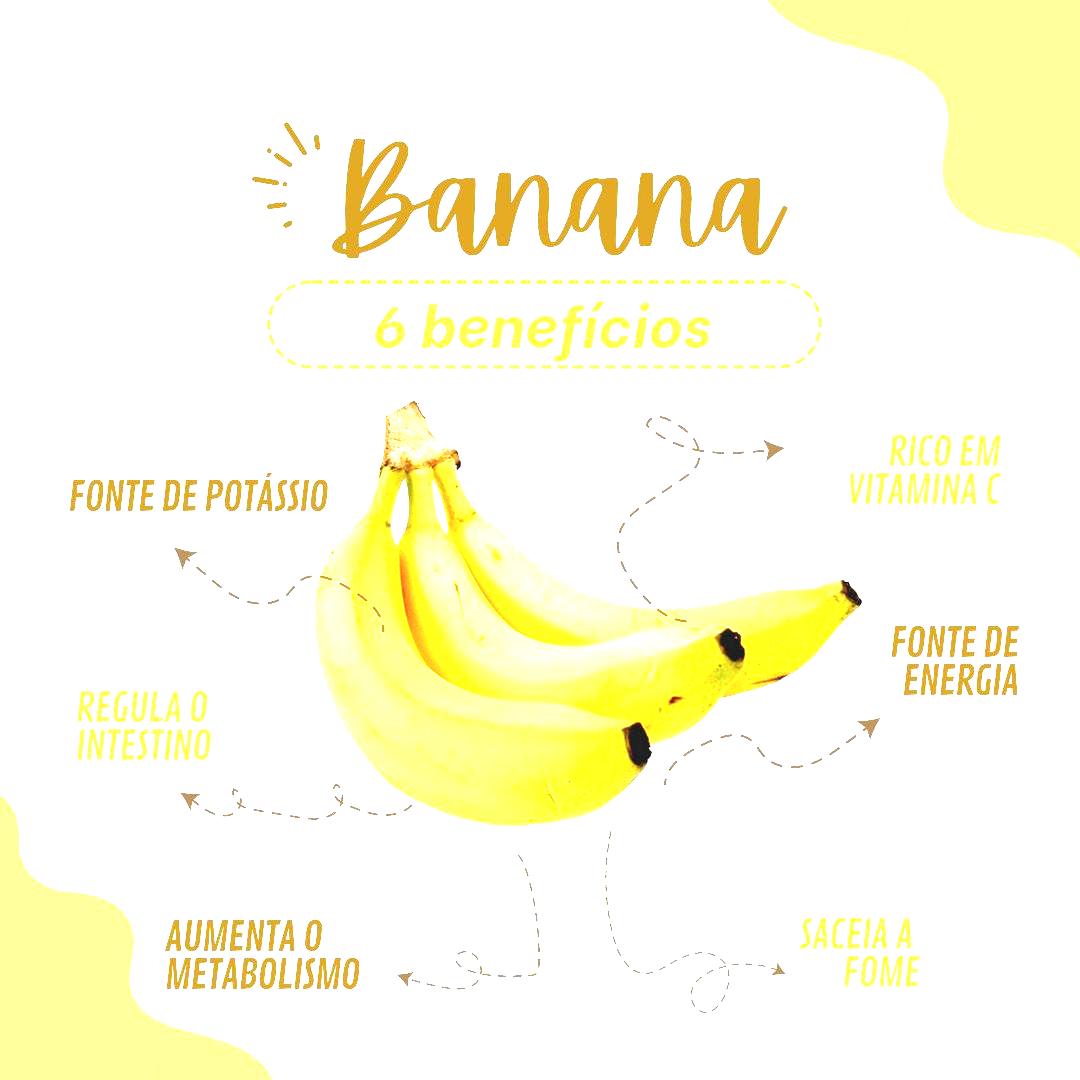 Banana
6 benefícios
FONTE DE POTÁSSIO
RICO EM
VITAMINA C
REGULA O
INTESTINO
FONTE DE
ENERGIA
AUMENTA O
METABOLISMO
SACEIA A
FOME